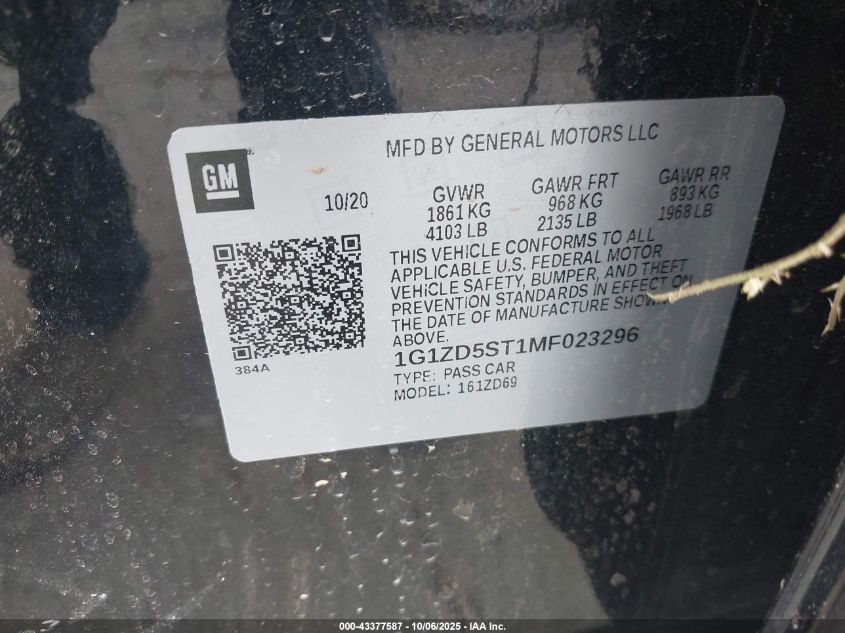 MFD BY GENERAL MOTORS LLC
GM
10/20
GVWR
1861 KG
4103 LB
GAWR FRT
968 KG
2135 LB
GAWR RR
893 KG
1968 LB
THIS VEHICLE CONFORMS TO ALL
APPLICABLE U.S. FEDERAL MOTOR
VEHICLE SAFETY, BUMPER, AND THEFT
PREVENTION STANDARDS IN EFFECT ON
THE DATE OF MANUFACTURE SHOWN
ABOVE.
1G1ZD5ST1MF023296
TYPE: PASS CAR
MODEL: 161ZD69
384A
000-43377587 - 10/06/2025 - IAA Inc.